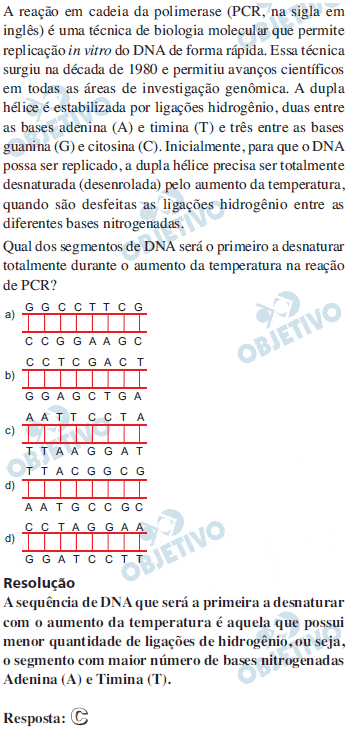 A reação em cadeia da polimerase (PCR, na sigla em
inglês) é uma técnica de biologia molecular que permite
replicação in vitro do DNA de forma rápida. Essa técnica
surgiu na década de 1980 e permitiu avanços científicos
em todas as áreas de investigação genômica. A dupla
hélice é estabilizada por ligações hidrogênio, duas entre
as bases adenina (A) e timina (T) e três entre as bases
guanina (G) e citosina (C). Inicialmente, para que o DNA
possa ser replicado, a dupla hélice precisa ser totalmente
desnaturada (desenrolada) pelo aumento da temperatura,
quando são desfeitas as ligações hidrogênio entre as
diferentes bases nitrogenadas.
Qual dos segmentos de DNA será o primeiro a desnaturar
totalmente durante o aumento da temperatura na reação
de PCR?
G G C C T T C G
a)
C C G G A A G C
C C T C G A C T
b)
G G A G C T G A
A A T T C C T A
c)
T T A A G G A T
T T A C G G C G
d)
A A T G C C G C
C C T A G G A A
d)
G G A T C C T T
Resolução
A sequência de DNA que será a primeira a desnaturar
com o aumento da temperatura é aquela que possui
menor quantidade de ligações de hidrogênio, ou seja,
o segmento com maior número de bases nitrogenadas
Adenina (A) e Timina (T).
Resposta: C
OBJETIVO
OBJETIVO
OBJETIVO
OBJETIVO
OBJETIVO
OBJETIVO
OBJETIVO